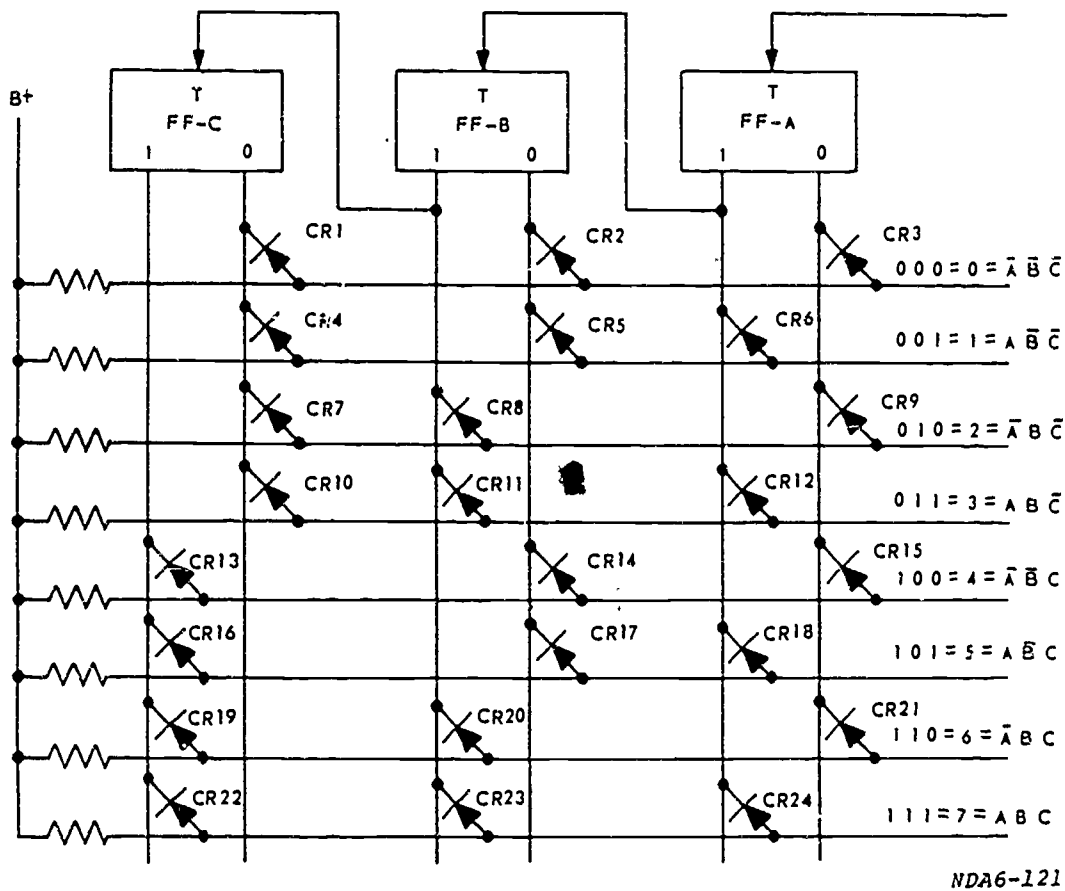 B+
T
FF-C
1 0
T
FF-B
1 0
T
FF-A
1 0
CR1 CR2 CR3
0 0 0 = 0 = A̅ B̅ C̅
CR4 CR5 CR6
0 0 1 = 1 = A B̅ C̅
CR7 CR8 CR9
0 1 0 = 2 = A̅ B C̅
CR10 CR11 CR12
0 1 1 = 3 = A B C̅
CR13 CR14 CR15
1 0 0 = 4 = A̅ B̅ C
CR16 CR17 CR18
1 0 1 = 5 = A B̅ C
CR19 CR20 CR21
1 1 0 = 6 = A̅ B C
CR22 CR23 CR24
1 1 1 = 7 = A B C
NDA6-121